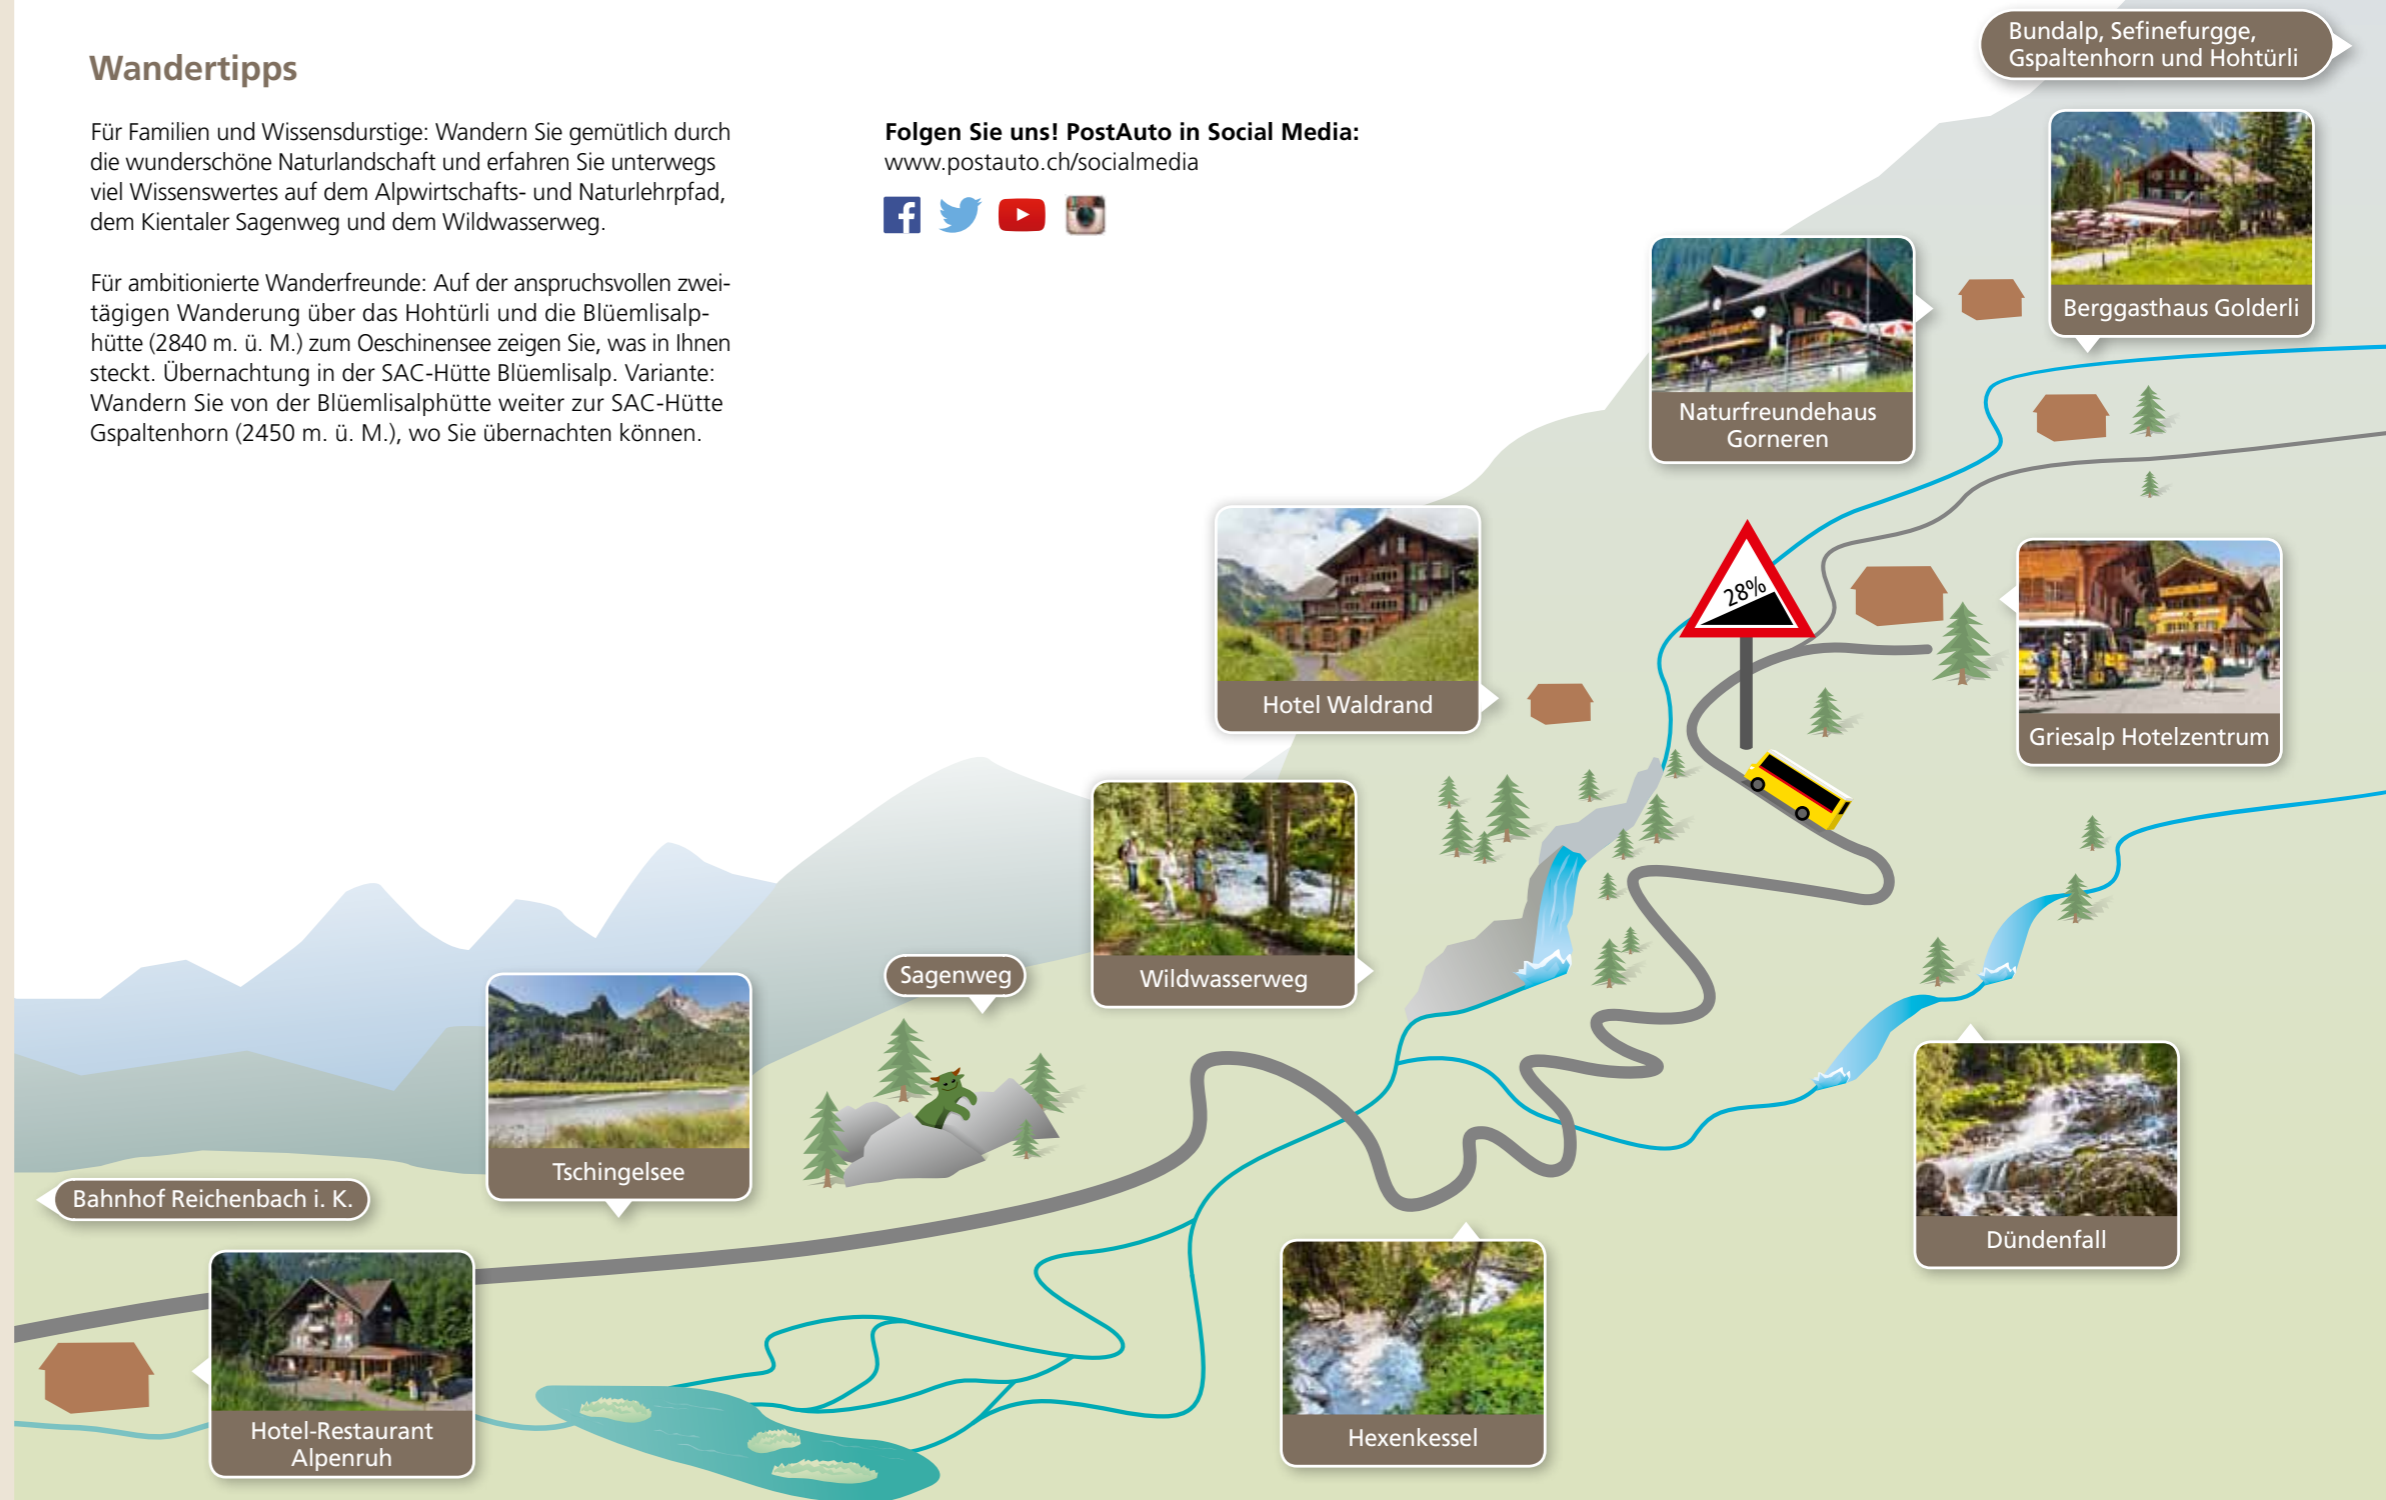 Wandertipps
Für Familien und Wissensdurstige: Wandern Sie gemütlich durch
die wunderschöne Naturlandschaft und erfahren Sie unterwegs
viel Wissenswertes auf dem Alpwirtschafts- und Naturlehrpfad,
dem Kientaler Sagenweg und dem Wildwasserweg.
Für ambitionierte Wanderfreunde: Auf der anspruchsvollen zwei-
tägigen Wanderung über das Hohtürli und die Blüemlisalp-
hütte (2840 m. ü. M.) zum Oeschinensee zeigen Sie, was in Ihnen
steckt. Übernachtung in der SAC-Hütte Blüemlisalp. Variante:
Wandern Sie von der Blüemlisalphütte weiter zur SAC-Hütte
Gspaltenhorn (2450 m. ü. M.), wo Sie übernachten können.
Folgen Sie uns! PostAuto in Social Media:
www.postauto.ch/socialmedia
Bundalp, Sefinefurgge,
Gspaltenhorn und Hohtürli
Berggasthaus Golderli
Naturfreundehaus
Gorneren
28%
Hotel Waldrand
Griesalp Hotelzentrum
Wildwasserweg
Sagenweg
Tschingelsee
Bahnhof Reichenbach i. K.
Dündenfall
Hexenkessel
Hotel-Restaurant
Alpenruh